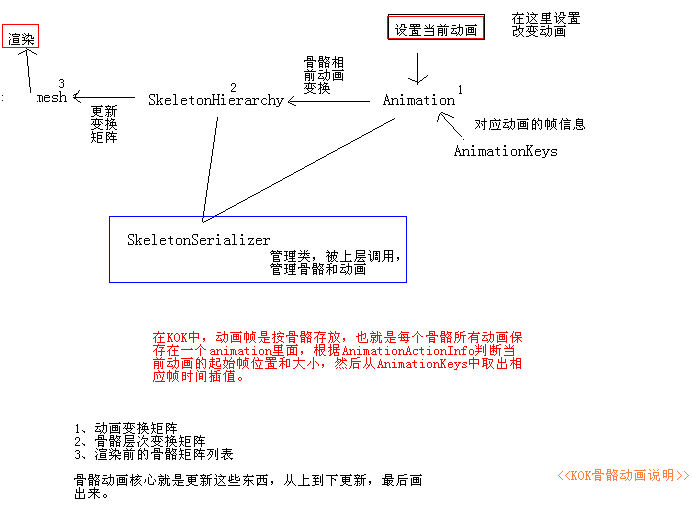 渲染
设置当前动画
在这里设置
改变动画
骨骼相
前动画
变换
3
: mesh
2
SkeletonHierarchy
1
Animation
更新
变换
矩阵
对应动画的帧信息
AnimationKeys
SkeletonSerializer
管理类，被上层调用，
管理骨骼和动画
在KOK中，动画帧是按骨骼存放，也就是每个骨骼所有动画保
存在一个animation里面，根据AnimationActionInfo判断当
前动画的起始帧位置和大小，然后从AnimationKeys中取出相
应帧时间插值。
1、动画变换矩阵
2、骨骼层次变换矩阵
3、渲染前的骨骼矩阵列表
骨骼动画核心就是更新这些东西，从上到下更新，最后画
出来。
<<KOK骨骼动画说明>>